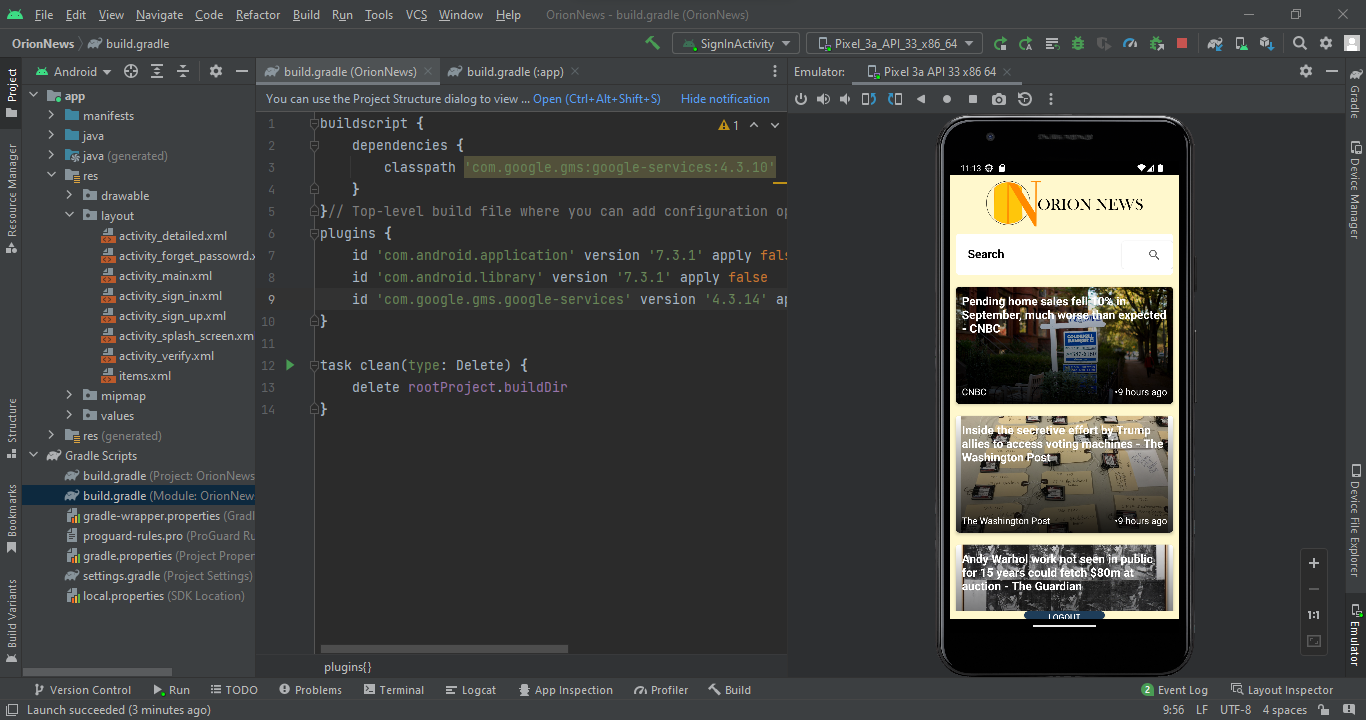 File Edit View Navigate Code Refactor Build Run Tools VCS Window Help OrionNews - build.gradle (OrionNews)
OrionNews build.gradle SignInActivity Pixel_3a_API_33_x86_64
Project
Resource Manager
Structure
Bookmarks
Build Variants
Android
app
manifests
java
java (generated)
res
drawable
layout
activity_detailed.xml
activity_forget_passowrd.x
activity_main.xml
activity_sign_in.xml
activity_sign_up.xml
activity_splash_screen.xm
activity_verify.xml
items.xml
mipmap
values
res (generated)
Gradle Scripts
build.gradle (Project: OrionNews
build.gradle (Module: OrionNew
gradle-wrapper.properties (Gradl
proguard-rules.pro (ProGuard Ru
gradle.properties (Project Proper
settings.gradle (Project Settings)
local.properties (SDK Location)
build.gradle (OrionNews) build.gradle (:app)
You can use the Project Structure dialog to view ... Open (Ctrl+Alt+Shift+S) Hide notification
1 buildscript {
1
2 dependencies {
3 classpath 'com.google.gms:google-services:4.3.10'
4 }
5 }// Top-level build file where you can add configuration op
6 plugins {
7 id 'com.android.application' version '7.3.1' apply fals
8 id 'com.android.library' version '7.3.1' apply false
9 id 'com.google.gms.google-services' version '4.3.14' ap
10 }
11
12 task clean(type: Delete) {
13 delete rootProject.buildDir
14 }
plugins{}
Emulator: Pixel 3a API 33 x86 64
11:13
ORION NEWS
Search
Pending home sales fell 10% in
September, much worse than expected
- CNBC
CNBC •9 hours ago
Inside the secretive effort by Trump
allies to access voting machines - The
Washington Post
The Washington Post •9 hours ago
Andy Warhol work not seen in public
for 15 years could fetch $80m at
auction - The Guardian
LOGOUT
1:1
Gradle
Device Manager
Device File Explorer
Emulator
Version Control Run TODO Problems Terminal Logcat App Inspection Profiler Build 2 Event Log Layout Inspector
Launch succeeded (3 minutes ago) 9:56 LF UTF-8 4 spaces